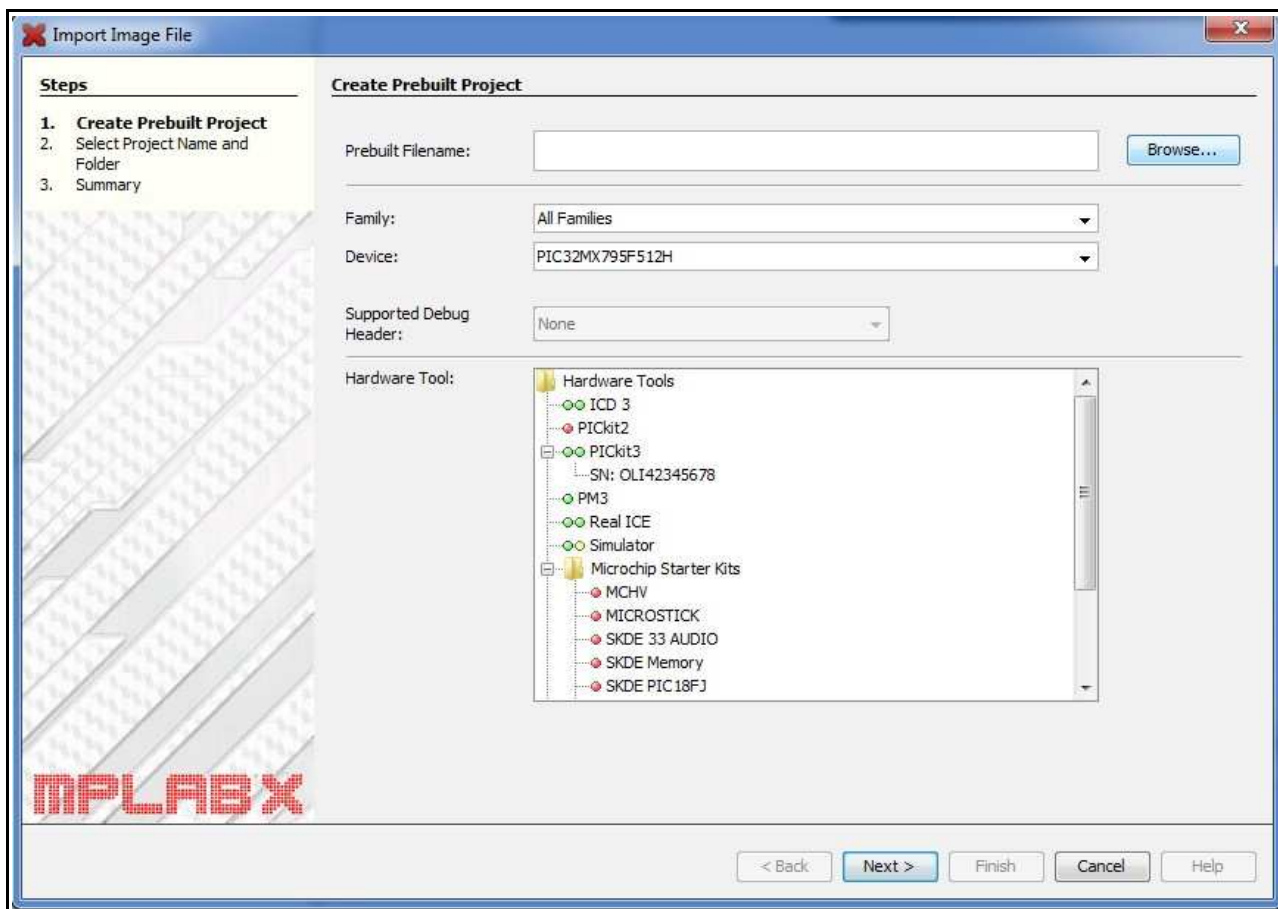 Import Image File
Steps
1. Create Prebuilt Project
2. Select Project Name and
Folder
3. Summary
Create Prebuilt Project
Prebuilt Filename:
Browse...
Family:
All Families
Device:
PIC32MX795F512H
Supported Debug
Header:
None
Hardware Tool:
Hardware Tools
ICD 3
PICkit2
PICkit3
SN: OLI42345678
PM3
Real ICE
Simulator
Microchip Starter Kits
MCHV
MICROSTICK
SKDE 33 AUDIO
SKDE Memory
SKDE PIC18FJ
MPLAB X
< Back
Next >
Finish
Cancel
Help